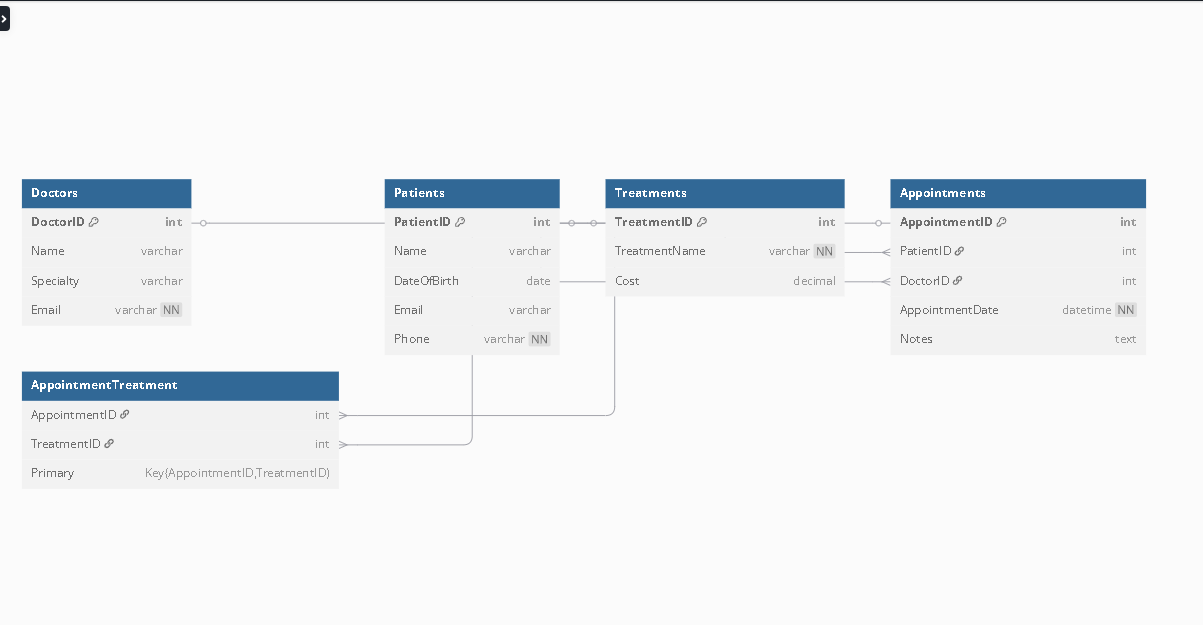 Doctors
DoctorID int
Name varchar
Specialty varchar
Email varchar NN
Patients
PatientID int
Name varchar
DateOfBirth date
Email varchar
Phone varchar NN
Treatments
TreatmentID int
TreatmentName varchar NN
Cost decimal
Appointments
AppointmentID int
PatientID int
DoctorID int
AppointmentDate datetime NN
Notes text
AppointmentTreatment
AppointmentID int
TreatmentID int
Primary Key(AppointmentID,TreatmentID)